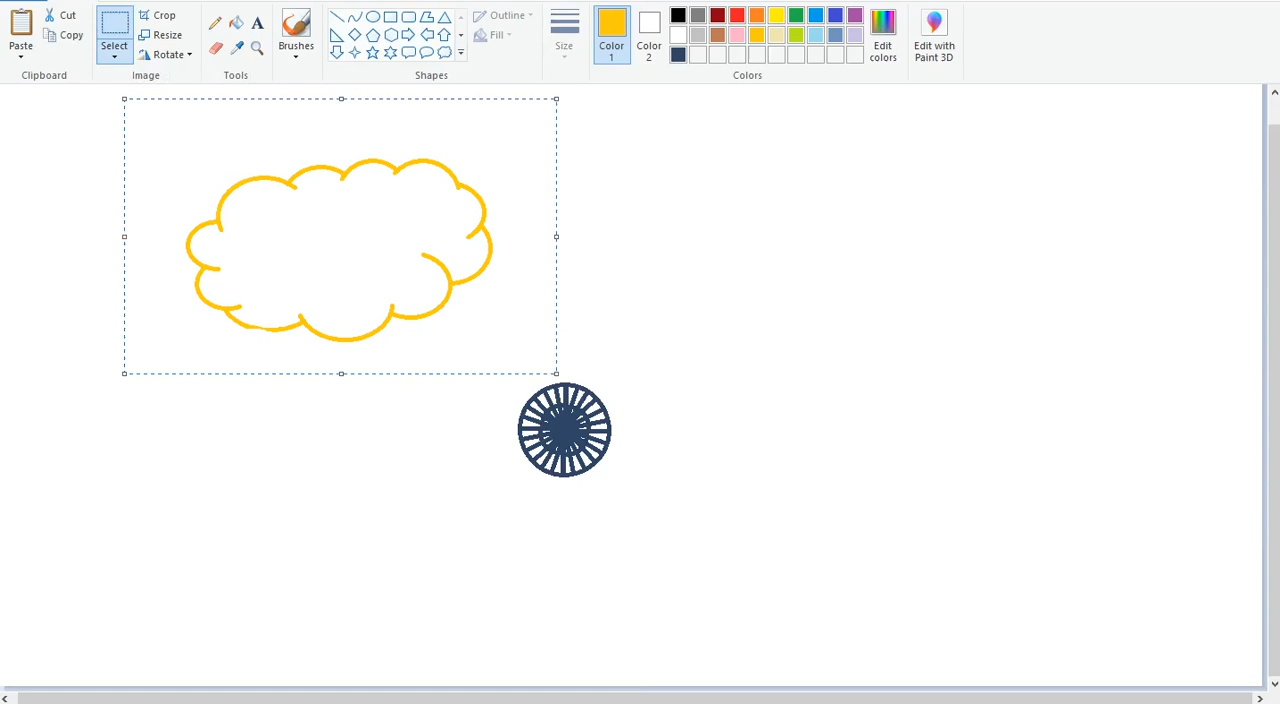 Cut
Copy
Paste
Clipboard
Select
Crop
Resize
Rotate
Image
Tools
Brushes
Outline
Fill
Shapes
Size
Color
1
Color
2
Edit
colors
Colors
Edit with
Paint 3D
A